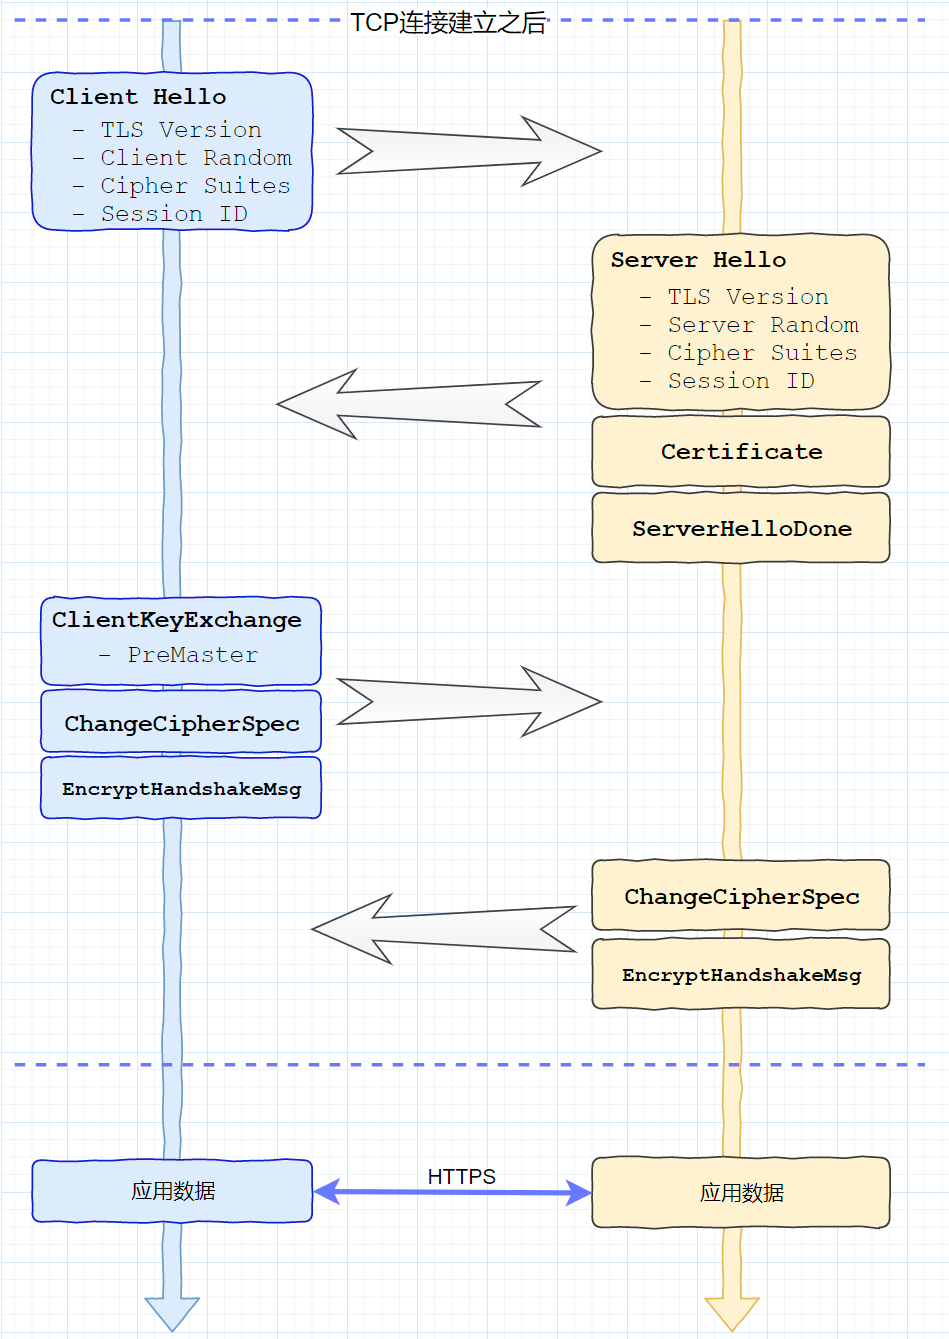 TCP连接建立之后
Client Hello
- TLS Version
- Client Random
- Cipher Suites
- Session ID
Server Hello
- TLS Version
- Server Random
- Cipher Suites
- Session ID
Certificate
ServerHelloDone
ClientKeyExchange
- PreMaster
ChangeCipherSpec
EncryptHandshakeMsg
ChangeCipherSpec
EncryptHandshakeMsg
应用数据
HTTPS
应用数据